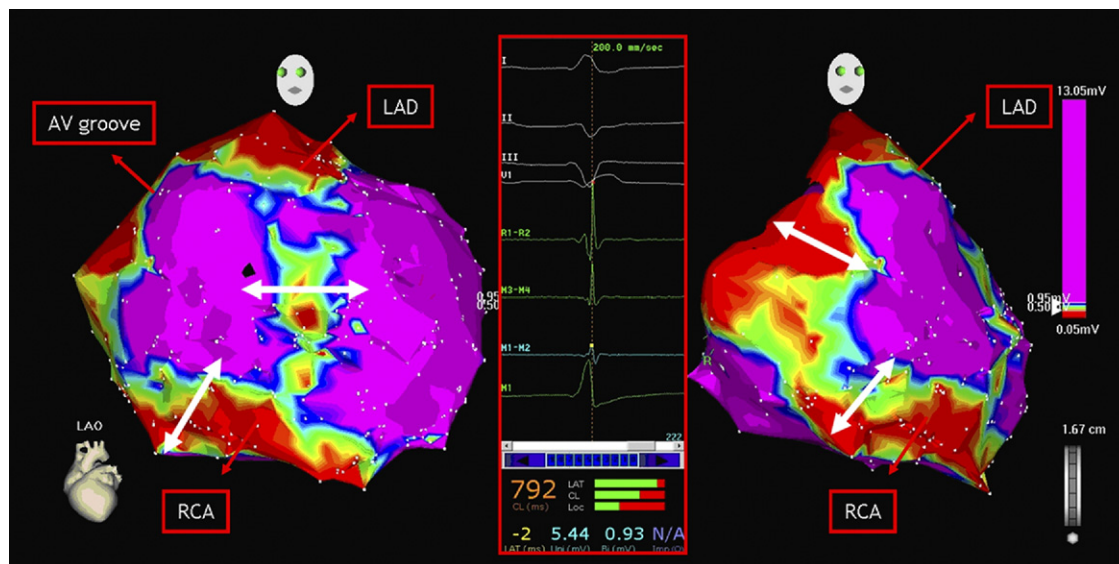 200.0 mm/sec
I
II
III
V1
R1-R2
M3-M4
M1-M2
M1
222
792
CL (ms)
LAT
CL
Loc
-2 5.44 0.93 N/A
LAT(ms) Uni(mV) Bi(mV)
AV groove
LAD
LAO
RCA
LAD
R
RCA
13.05mV
0.95mV
0.05mV
1.67 cm